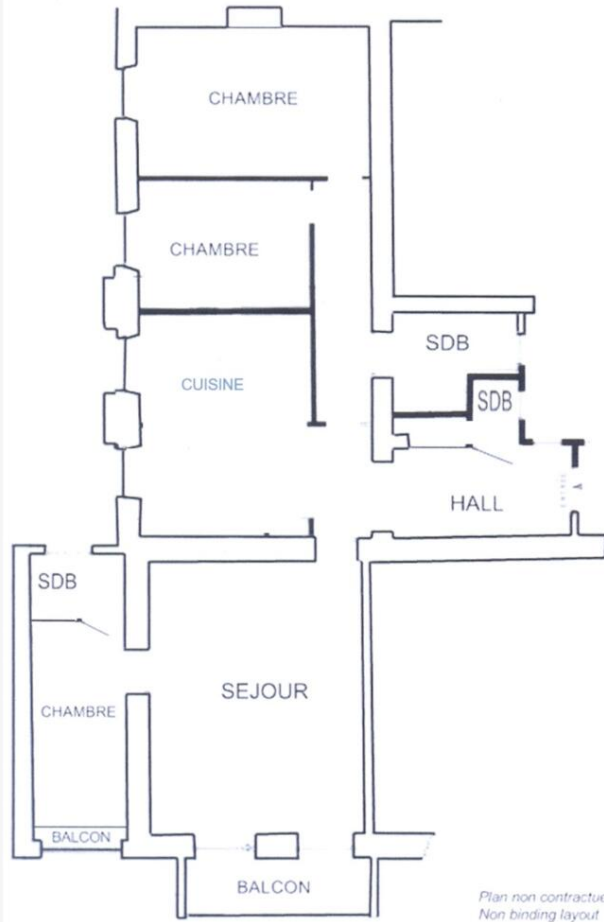 CHAMBRE
CHAMBRE
SDB
CUISINE
SDB
HALL
SDB
SEJOUR
CHAMBRE
BALCON
BALCON
Plan non contractue
Non binding layout